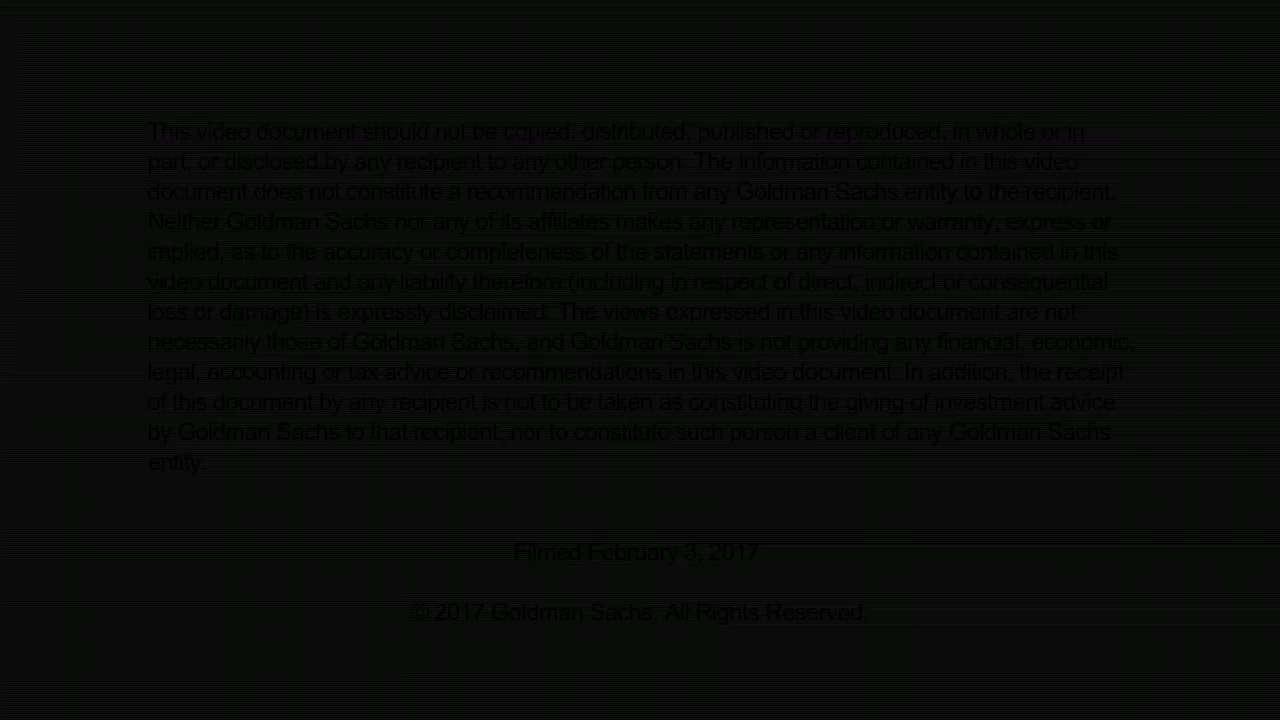 This video document should not be copied, distributed, published or reproduced, in whole or in
part, or disclosed by any recipient to any other person. The information contained in this video
document does not constitute a recommendation from any Goldman Sachs entity to the recipient.
Neither Goldman Sachs nor any of its affiliates makes any representation or warranty, express or
implied, as to the accuracy or completeness of the statements or any information contained in this
video document and any liability therefore (including in respect of direct, indirect or consequential
loss or damage) is expressly disclaimed. The views expressed in this video document are not
necessarily those of Goldman Sachs, and Goldman Sachs is not providing any financial, economic,
legal, accounting or tax advice or recommendations in this video document. In addition, the receipt
of this document by any recipient is not to be taken as constituting the giving of investment advice
by Goldman Sachs to that recipient, nor to constitute such person a client of any Goldman Sachs
entity.
Filmed February 3, 2017
© 2017 Goldman Sachs. All Rights Reserved.